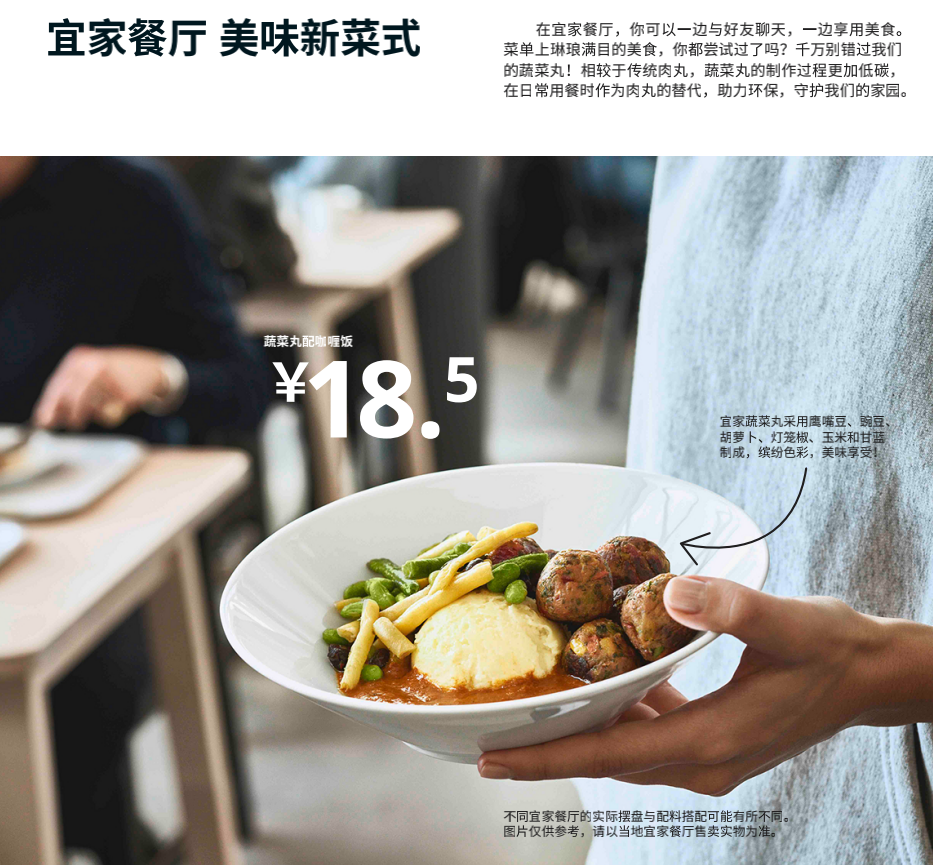 宜家餐厅 美味新菜式
在宜家餐厅，你可以一边与好友聊天，一边享用美食。
菜单上琳琅满目的美食，你都尝试过了吗？千万别错过我们
的蔬菜丸！相较于传统肉丸，蔬菜丸的制作过程更加低碳，
在日常用餐时作为肉丸的替代，助力环保，守护我们的家园。
蔬菜丸配咖喱饭
¥18.5
宜家蔬菜丸采用鹰嘴豆、豌豆、
胡萝卜、灯笼椒、玉米和甘蓝
制成，缤纷色彩，美味享受！
不同宜家餐厅的实际摆盘与配料搭配可能有所不同。
图片仅供参考，请以当地宜家餐厅售卖实物为准。